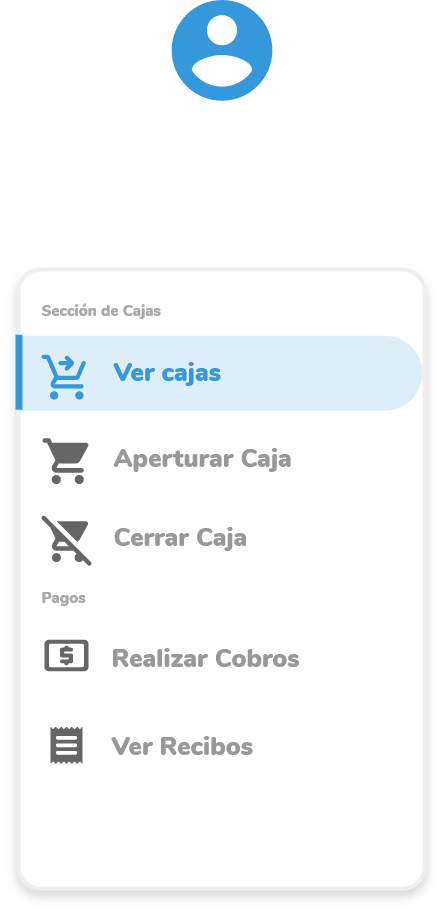 Sección de Cajas
Ver cajas
Aperturar Caja
Cerrar Caja
Pagos
Realizar Cobros
Ver Recibos